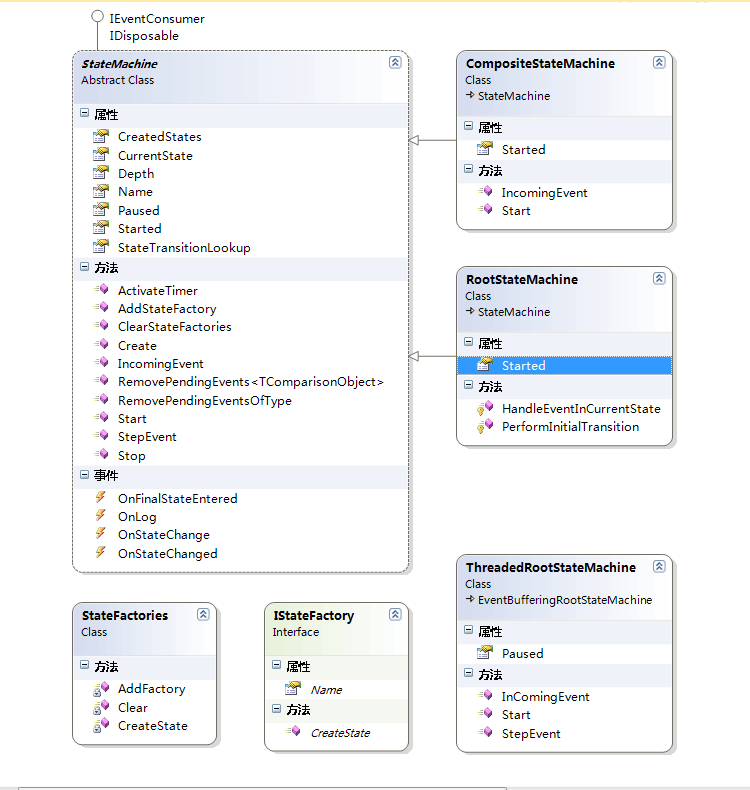 IEventConsumer
IDisposable
StateMachine
Abstract Class
属性
CreatedStates
CurrentState
Depth
Name
Paused
Started
StateTransitionLookup
方法
ActivateTimer
AddStateFactory
ClearStateFactories
Create
IncomingEvent
RemovePendingEvents<TComparisonObject>
RemovePendingEventsOfType
Start
StepEvent
Stop
事件
OnFinalStateEntered
OnLog
OnStateChange
OnStateChanged
CompositeStateMachine
Class
StateMachine
属性
Started
方法
IncomingEvent
Start
RootStateMachine
Class
StateMachine
属性
Started
方法
HandleEventInCurrentState
PerformInitialTransition
StateFactories
Class
方法
AddFactory
Clear
CreateState
IStateFactory
Interface
属性
Name
方法
CreateState
ThreadedRootStateMachine
Class
EventBufferingRootStateMachine
属性
Paused
方法
InComingEvent
Start
StepEvent